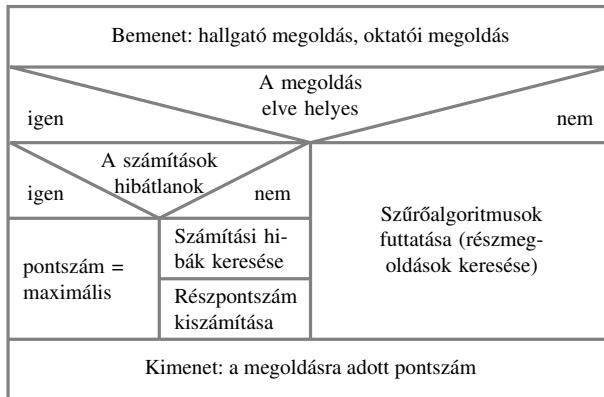 Bemenet: hallgató megoldás, oktatói megoldás
A megoldás
elve helyes
igen
nem
A számítások
hibátlanok
igen
nem
pontszám =
maximális
Számítási hi-
bák keresése
Részpontszám
kiszámítása
Szűrőalgoritmusok
futtatása (részmeg-
oldások keresése)
Kimenet: a megoldásra adott pontszám